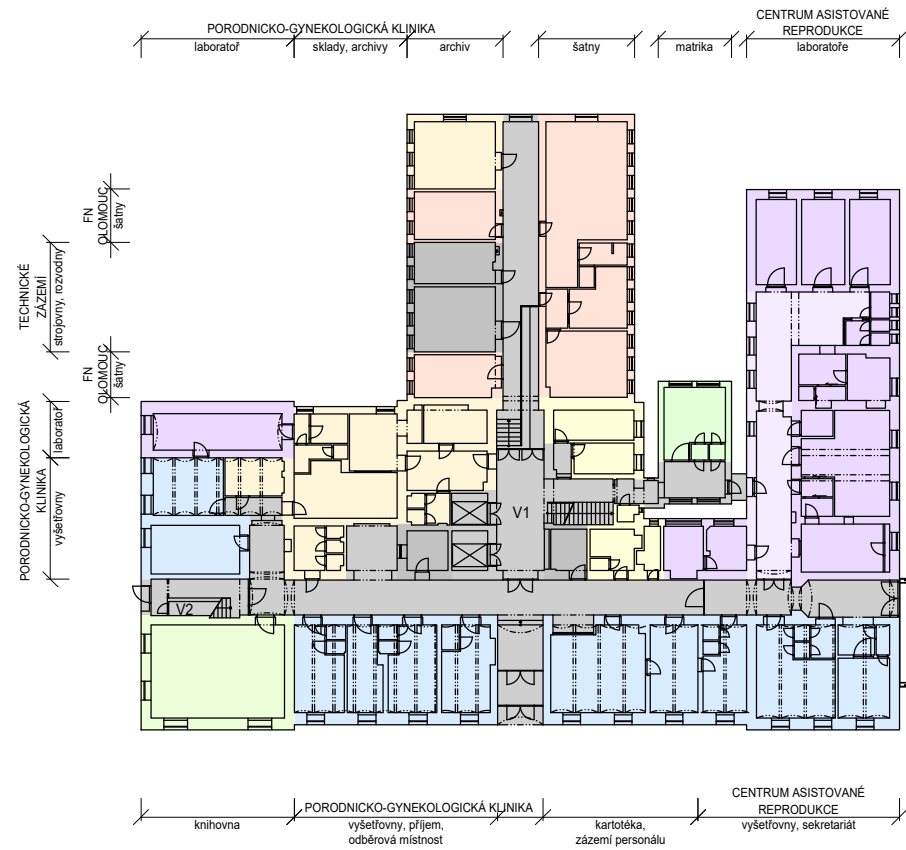 PORODNICKO-GYNEKOLOGICKÁ KLINIKA
CENTRUM ASISTOVANÉ
REPRODUKCE
laboratoř
sklady, archivy
archiv
šatny
matrika
laboratoře
FN
OLOMOUC
šatny
TECHNICKÉ
ZÁZEMÍ
strojovny, rozvodny
FN
OLOMOUC
šatny
PORODNICKO-GYNEKOLOGICKÁ
KLINIKA
laboratoř
vyšetřovny
V1
V2
knihovna
PORODNICKO-GYNEKOLOGICKÁ KLINIKA
vyšetřovny, příjem,
odběrová místnost
kartotéka,
zázemí personálu
CENTRUM ASISTOVANÉ
REPRODUKCE
vyšetřovny, sekretariát